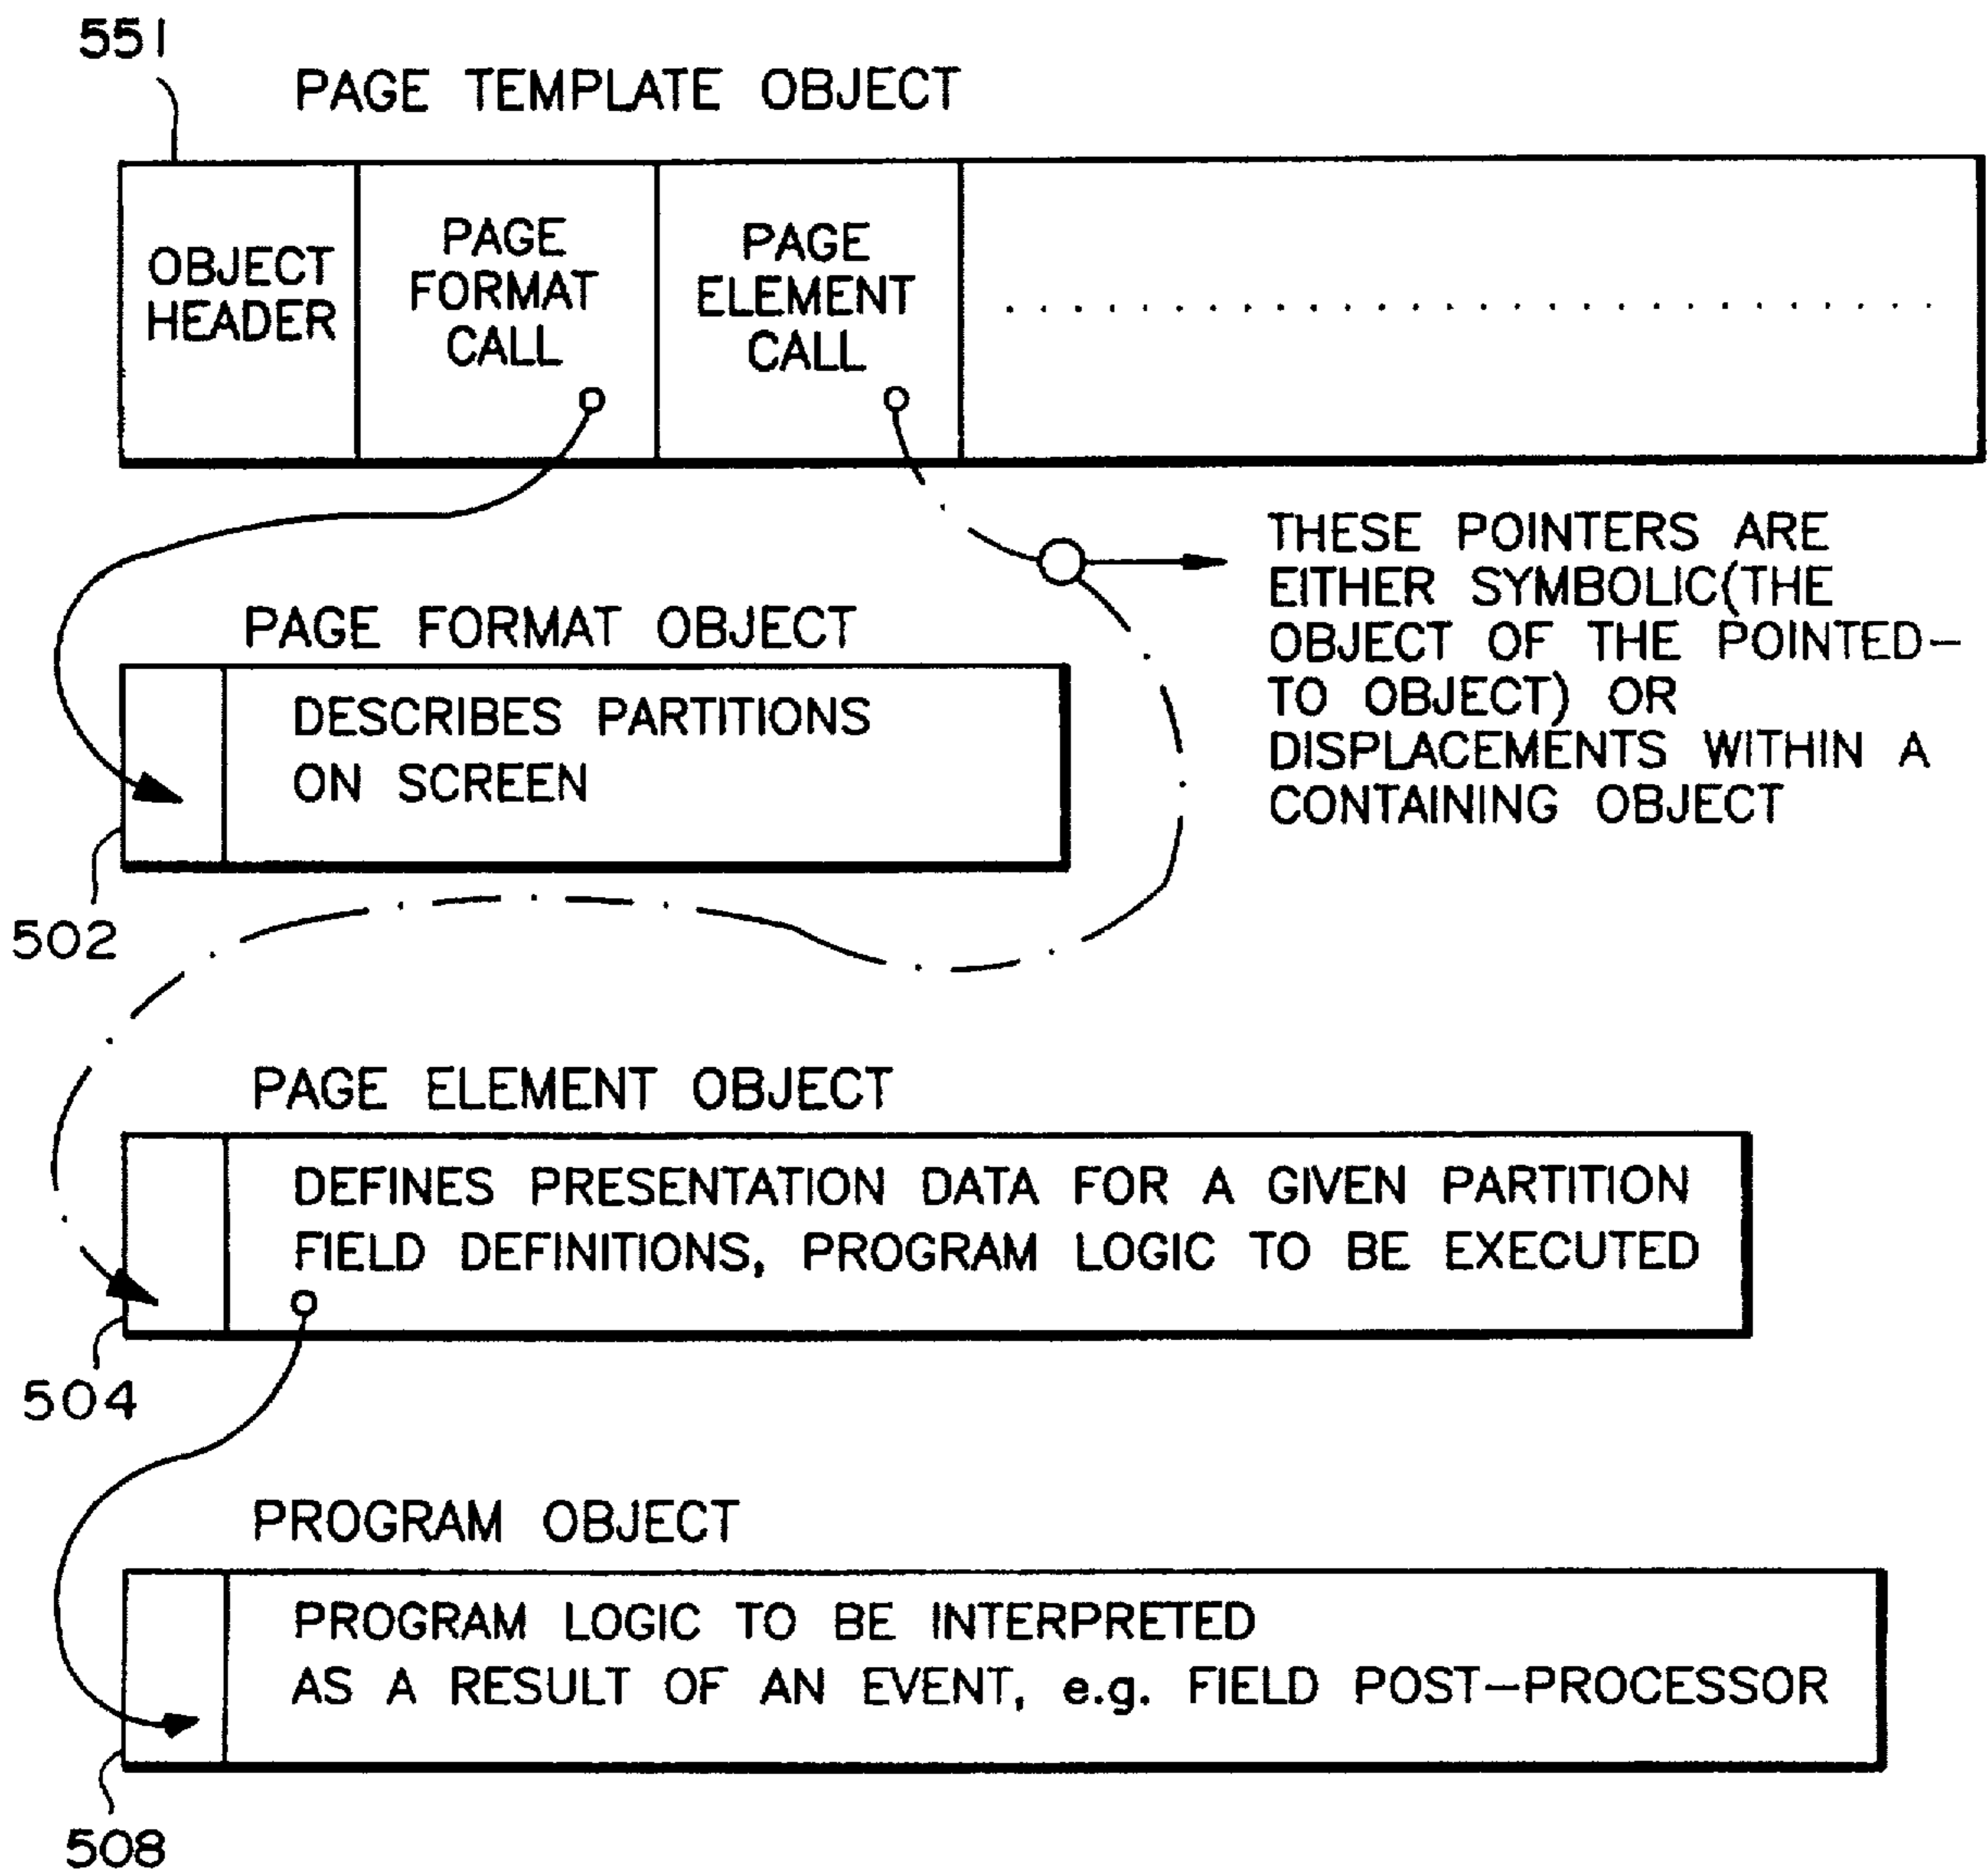 551
PAGE TEMPLATE OBJECT
OBJECT
HEADER
PAGE
FORMAT
CALL
PAGE
ELEMENT
CALL
THESE POINTERS ARE
EITHER SYMBOLIC(THE
OBJECT OF THE POINTED-
TO OBJECT) OR
DISPLACEMENTS WITHIN A
CONTAINING OBJECT
PAGE FORMAT OBJECT
DESCRIBES PARTITIONS
ON SCREEN
502
PAGE ELEMENT OBJECT
DEFINES PRESENTATION DATA FOR A GIVEN PARTITION
FIELD DEFINITIONS, PROGRAM LOGIC TO BE EXECUTED
504
PROGRAM OBJECT
PROGRAM LOGIC TO BE INTERPRETED
AS A RESULT OF AN EVENT, e.g. FIELD POST-PROCESSOR
508